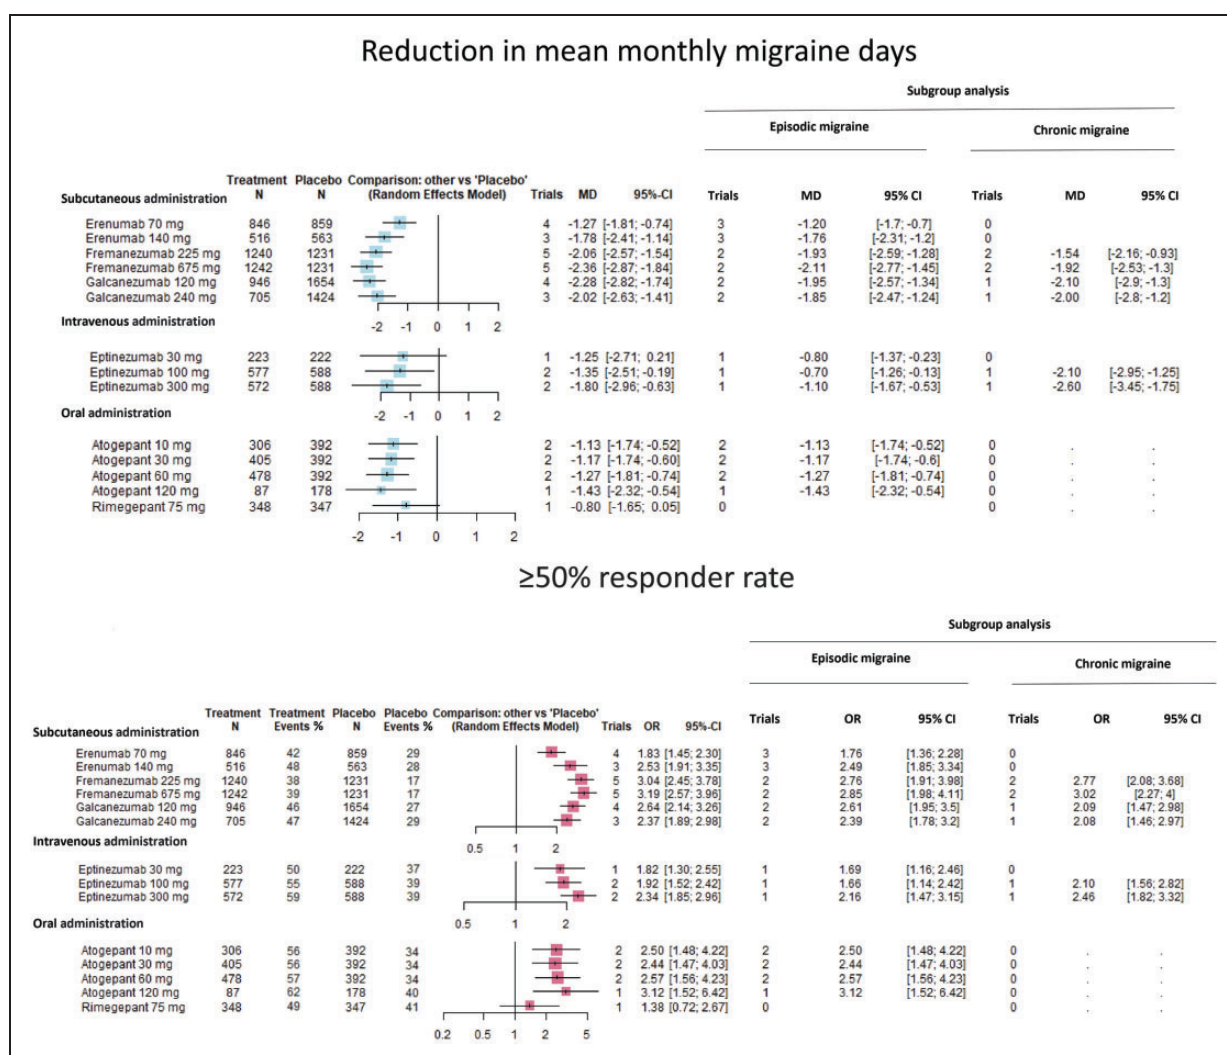 Reduction in mean monthly migraine days
Subgroup analysis
Episodic migraine Chronic migraine
Treatment Placebo Comparison: other vs 'Placebo'
Subcutaneous administration N N (Random Effects Model) Trials MD 95%-CI Trials MD 95% CI Trials MD 95% CI
Erenumab 70 mg 846 859 4 -1.27 [-1.81; -0.74] 3 -1.20 [-1.7; -0.7] 0
Erenumab 140 mg 516 563 3 -1.78 [-2.41; -1.14] 3 -1.76 [-2.31; -1.2] 0
Fremanezumab 225 mg 1240 1231 5 -2.06 [-2.57; -1.54] 2 -1.93 [-2.59; -1.28] 2 -1.54 [-2.16; -0.93]
Fremanezumab 675 mg 1242 1231 5 -2.36 [-2.87; -1.84] 2 -2.11 [-2.77; -1.45] 2 -1.92 [-2.53; -1.3]
Galcanezumab 120 mg 946 1654 4 -2.28 [-2.82; -1.74] 2 -1.95 [-2.57; -1.34] 1 -2.10 [-2.9; -1.3]
Galcanezumab 240 mg 705 1424 3 -2.02 [-2.63; -1.41] 2 -1.85 [-2.47; -1.24] 1 -2.00 [-2.8; -1.2]
Intravenous administration
-2 -1 0 1 2
Eptinezumab 30 mg 223 222 1 -1.25 [-2.71; 0.21] 1 -0.80 [-1.37; -0.23] 0
Eptinezumab 100 mg 577 588 2 -1.35 [-2.51; -0.19] 1 -0.70 [-1.26; -0.13] 1 -2.10 [-2.95; -1.25]
Eptinezumab 300 mg 572 588 2 -1.80 [-2.96; -0.63] 1 -1.10 [-1.67; -0.53] 1 -2.60 [-3.45; -1.75]
Oral administration
-2 -1 0 1 2
Atogepant 10 mg 306 392 2 -1.13 [-1.74; -0.52] 2 -1.13 [-1.74; -0.52] 0 . .
Atogepant 30 mg 405 392 2 -1.17 [-1.74; -0.60] 2 -1.17 [-1.74; -0.6] 0 . .
Atogepant 60 mg 478 392 2 -1.27 [-1.81; -0.74] 2 -1.27 [-1.81; -0.74] 0 . .
Atogepant 120 mg 87 178 1 -1.43 [-2.32; -0.54] 1 -1.43 [-2.32; -0.54] 0 . .
Rimegepant 75 mg 348 347 1 -0.80 [-1.65; 0.05] 0 0 . .
-2 -1 0 1 2
≥50% responder rate
Subgroup analysis
Episodic migraine Chronic migraine
Treatment Treatment Placebo Placebo Comparison: other vs 'Placebo'
Subcutaneous administration N Events % N Events % (Random Effects Model) Trials OR 95%-CI Trials OR 95% CI Trials OR 95% CI
Erenumab 70 mg 846 42 859 29 4 1.83 [1.45; 2.30] 3 1.76 [1.36; 2.28] 0
Erenumab 140 mg 516 48 563 28 3 2.53 [1.91; 3.35] 3 2.49 [1.85; 3.34] 0
Fremanezumab 225 mg 1240 38 1231 17 5 3.04 [2.45; 3.78] 2 2.76 [1.91; 3.98] 2 2.77 [2.08; 3.68]
Fremanezumab 675 mg 1242 39 1231 17 5 3.19 [2.57; 3.96] 2 2.85 [1.98; 4.11] 2 3.02 [2.27; 4]
Galcanezumab 120 mg 946 46 1654 27 4 2.64 [2.14; 3.26] 2 2.61 [1.95; 3.5] 1 2.09 [1.47; 2.98]
Galcanezumab 240 mg 705 47 1424 29 3 2.37 [1.89; 2.98] 2 2.39 [1.78; 3.2] 1 2.08 [1.46; 2.97]
Intravenous administration
0.5 1 2
Eptinezumab 30 mg 223 50 222 37 1 1.82 [1.30; 2.55] 1 1.69 [1.16; 2.46] 0
Eptinezumab 100 mg 577 55 588 39 2 1.92 [1.52; 2.42] 1 1.66 [1.14; 2.42] 1 2.10 [1.56; 2.82]
Eptinezumab 300 mg 572 59 588 39 2 2.34 [1.85; 2.96] 1 2.16 [1.47; 3.15] 1 2.46 [1.82; 3.32]
Oral administration
0.5 1 2
Atogepant 10 mg 306 56 392 34 2 2.50 [1.48; 4.22] 2 2.50 [1.48; 4.22] 0 . .
Atogepant 30 mg 405 56 392 34 2 2.44 [1.47; 4.03] 2 2.44 [1.47; 4.03] 0 . .
Atogepant 60 mg 478 57 392 34 2 2.57 [1.56; 4.23] 2 2.57 [1.56; 4.23] 0 . .
Atogepant 120 mg 87 62 178 40 1 3.12 [1.52; 6.42] 1 3.12 [1.52; 6.42] 0 . .
Rimegepant 75 mg 348 49 347 41 1 1.38 [0.72; 2.67] 0 0 . .
0.2 0.5 1 2 5